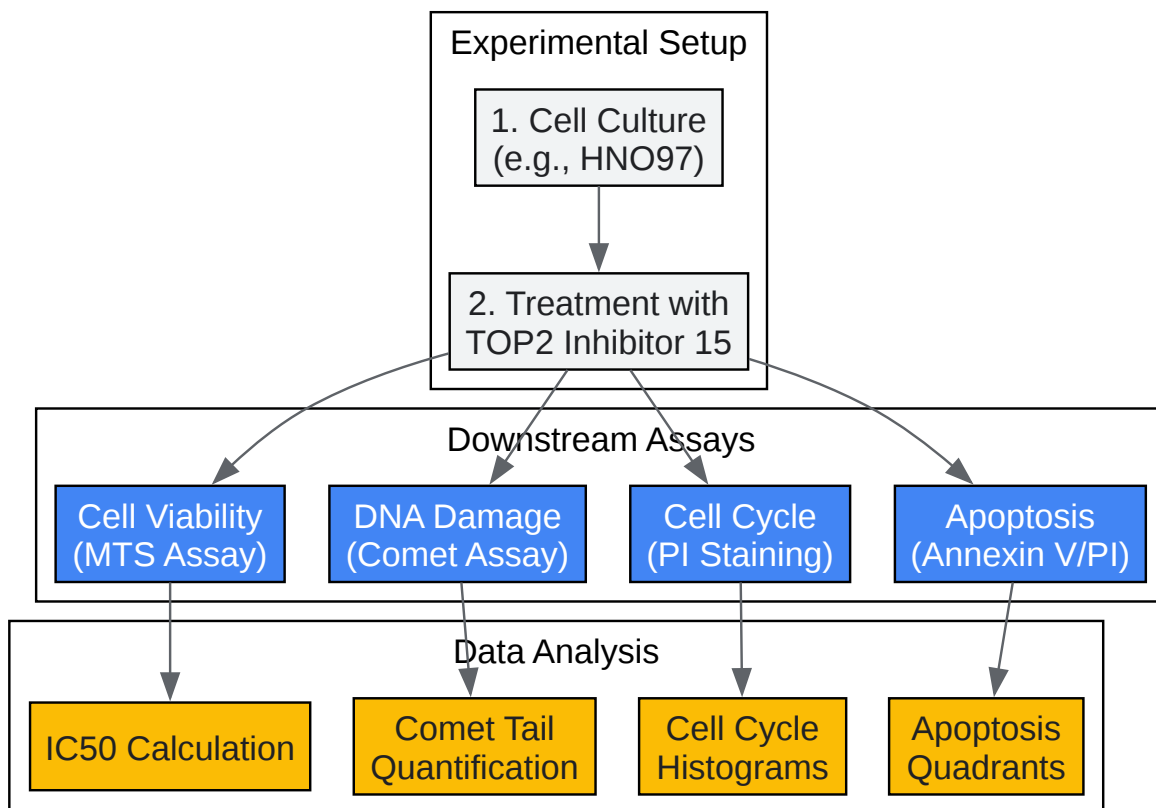 Experimental Setup
1. Cell Culture
(e.g., HNO97)
2. Treatment with
TOP2 Inhibitor 15
Downstream Assays
Cell Viability
(MTS Assay)
DNA Damage
(Comet Assay)
Cell Cycle
(PI Staining)
Apoptosis
(Annexin V/PI)
Data Analysis
IC50 Calculation
Comet Tail
Quantification
Cell Cycle
Histograms
Apoptosis
Quadrants